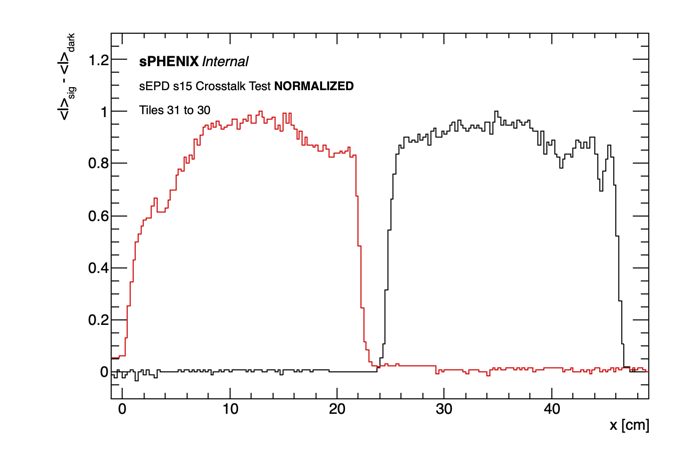 <I>sig - <I>dark
sPHENIX Internal
sEPD s15 Crosstalk Test NORMALIZED
Tiles 31 to 30
1.2
1
0.8
0.6
0.4
0.2
0
0 10 20 30 40
x [cm]